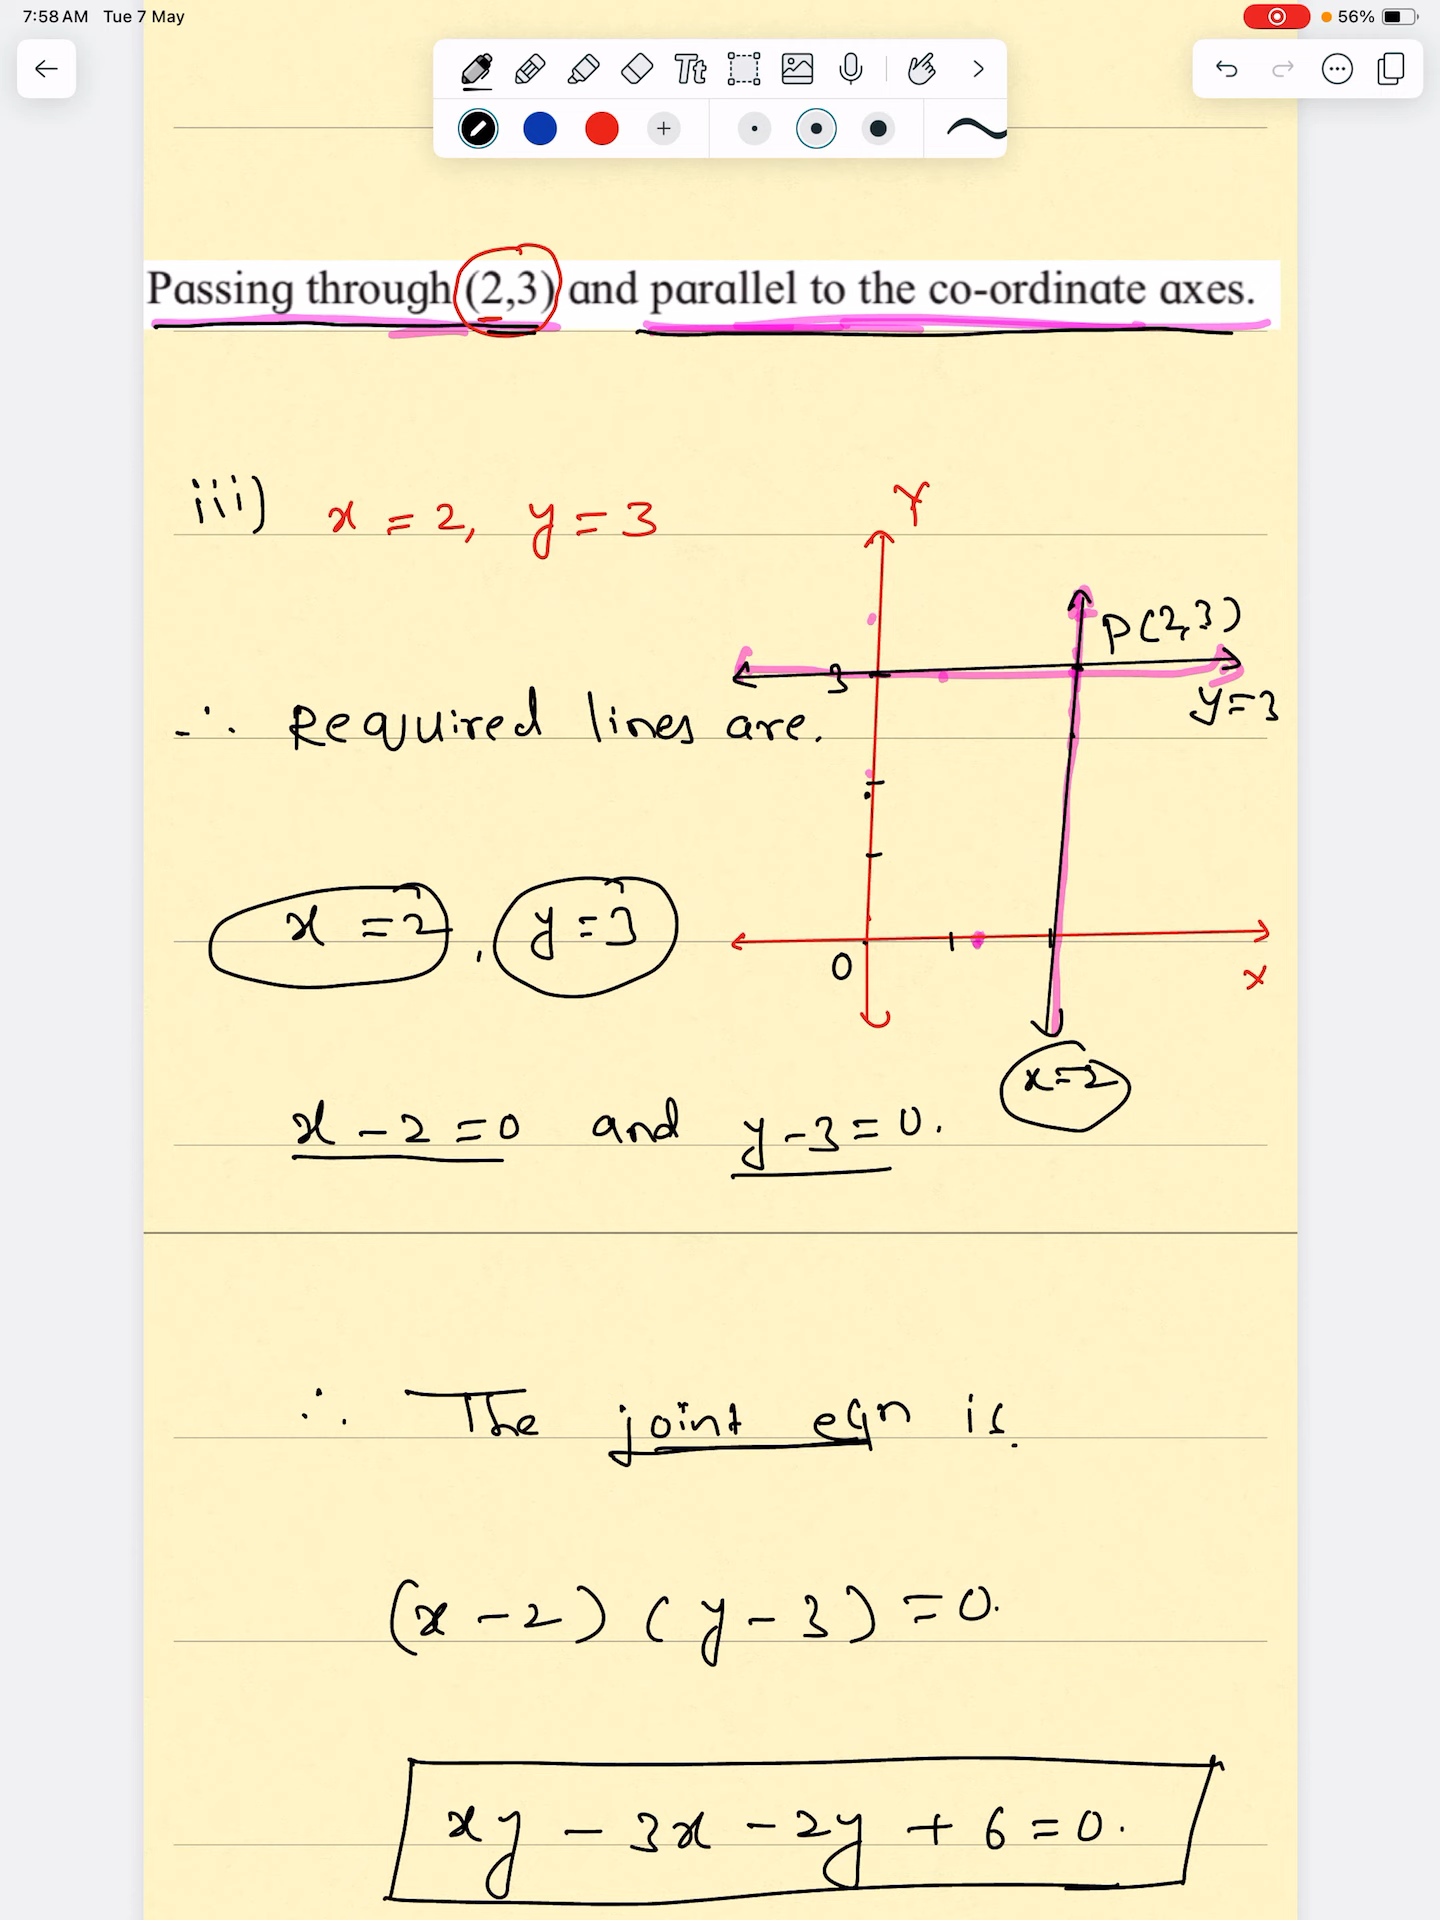 7:58 AM Tue 7 May
56%
Tt
Passing through (2,3) and parallel to the co-ordinate axes.
iii) x = 2, y = 3
Y
P(2,3)
3
y=3
∴ Required lines are.
x = 2, y = 3
0
X
x=2
x - 2 = 0 and y - 3 = 0.
∴ The joint eqn is.
(x - 2) (y - 3) = 0.
xy - 3x - 2y + 6 = 0.